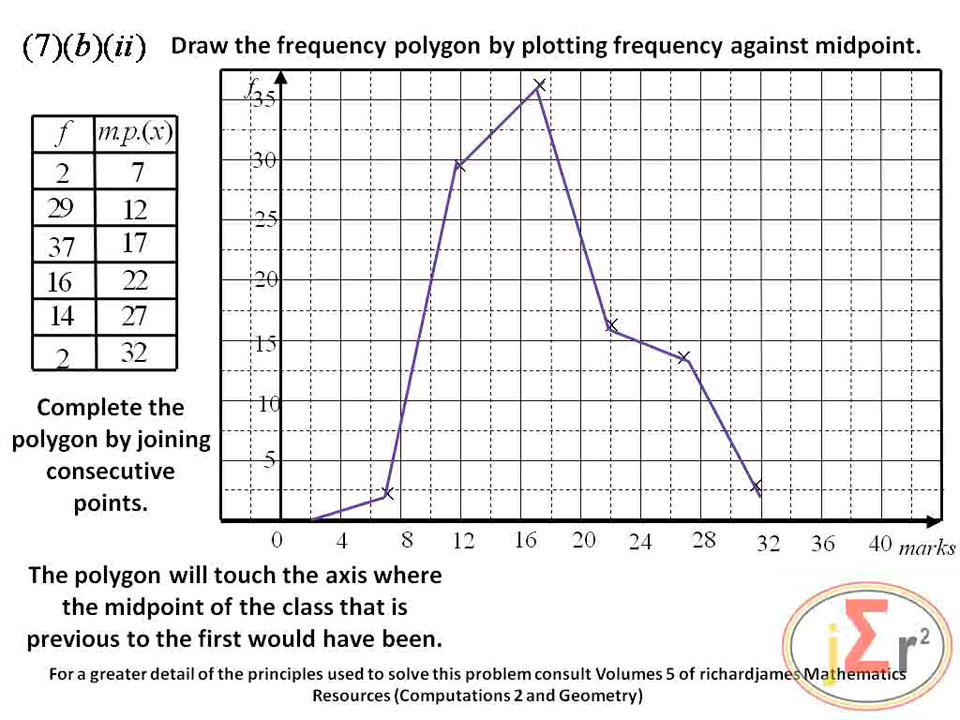 (7)(b)(ii) Draw the frequency polygon by plotting frequency against midpoint.
f m.p.(x)
2 7
29 12
37 17
16 22
14 27
2 32
Complete the
polygon by joining
consecutive
points.
f
35
30
25
20
15
10
5
0 4 8 12 16 20 24 28 32 36 40 marks
The polygon will touch the axis where
the midpoint of the class that is
previous to the first would have been.
jΣr²
For a greater detail of the principles used to solve this problem consult Volumes 5 of richardjames Mathematics
Resources (Computations 2 and Geometry)